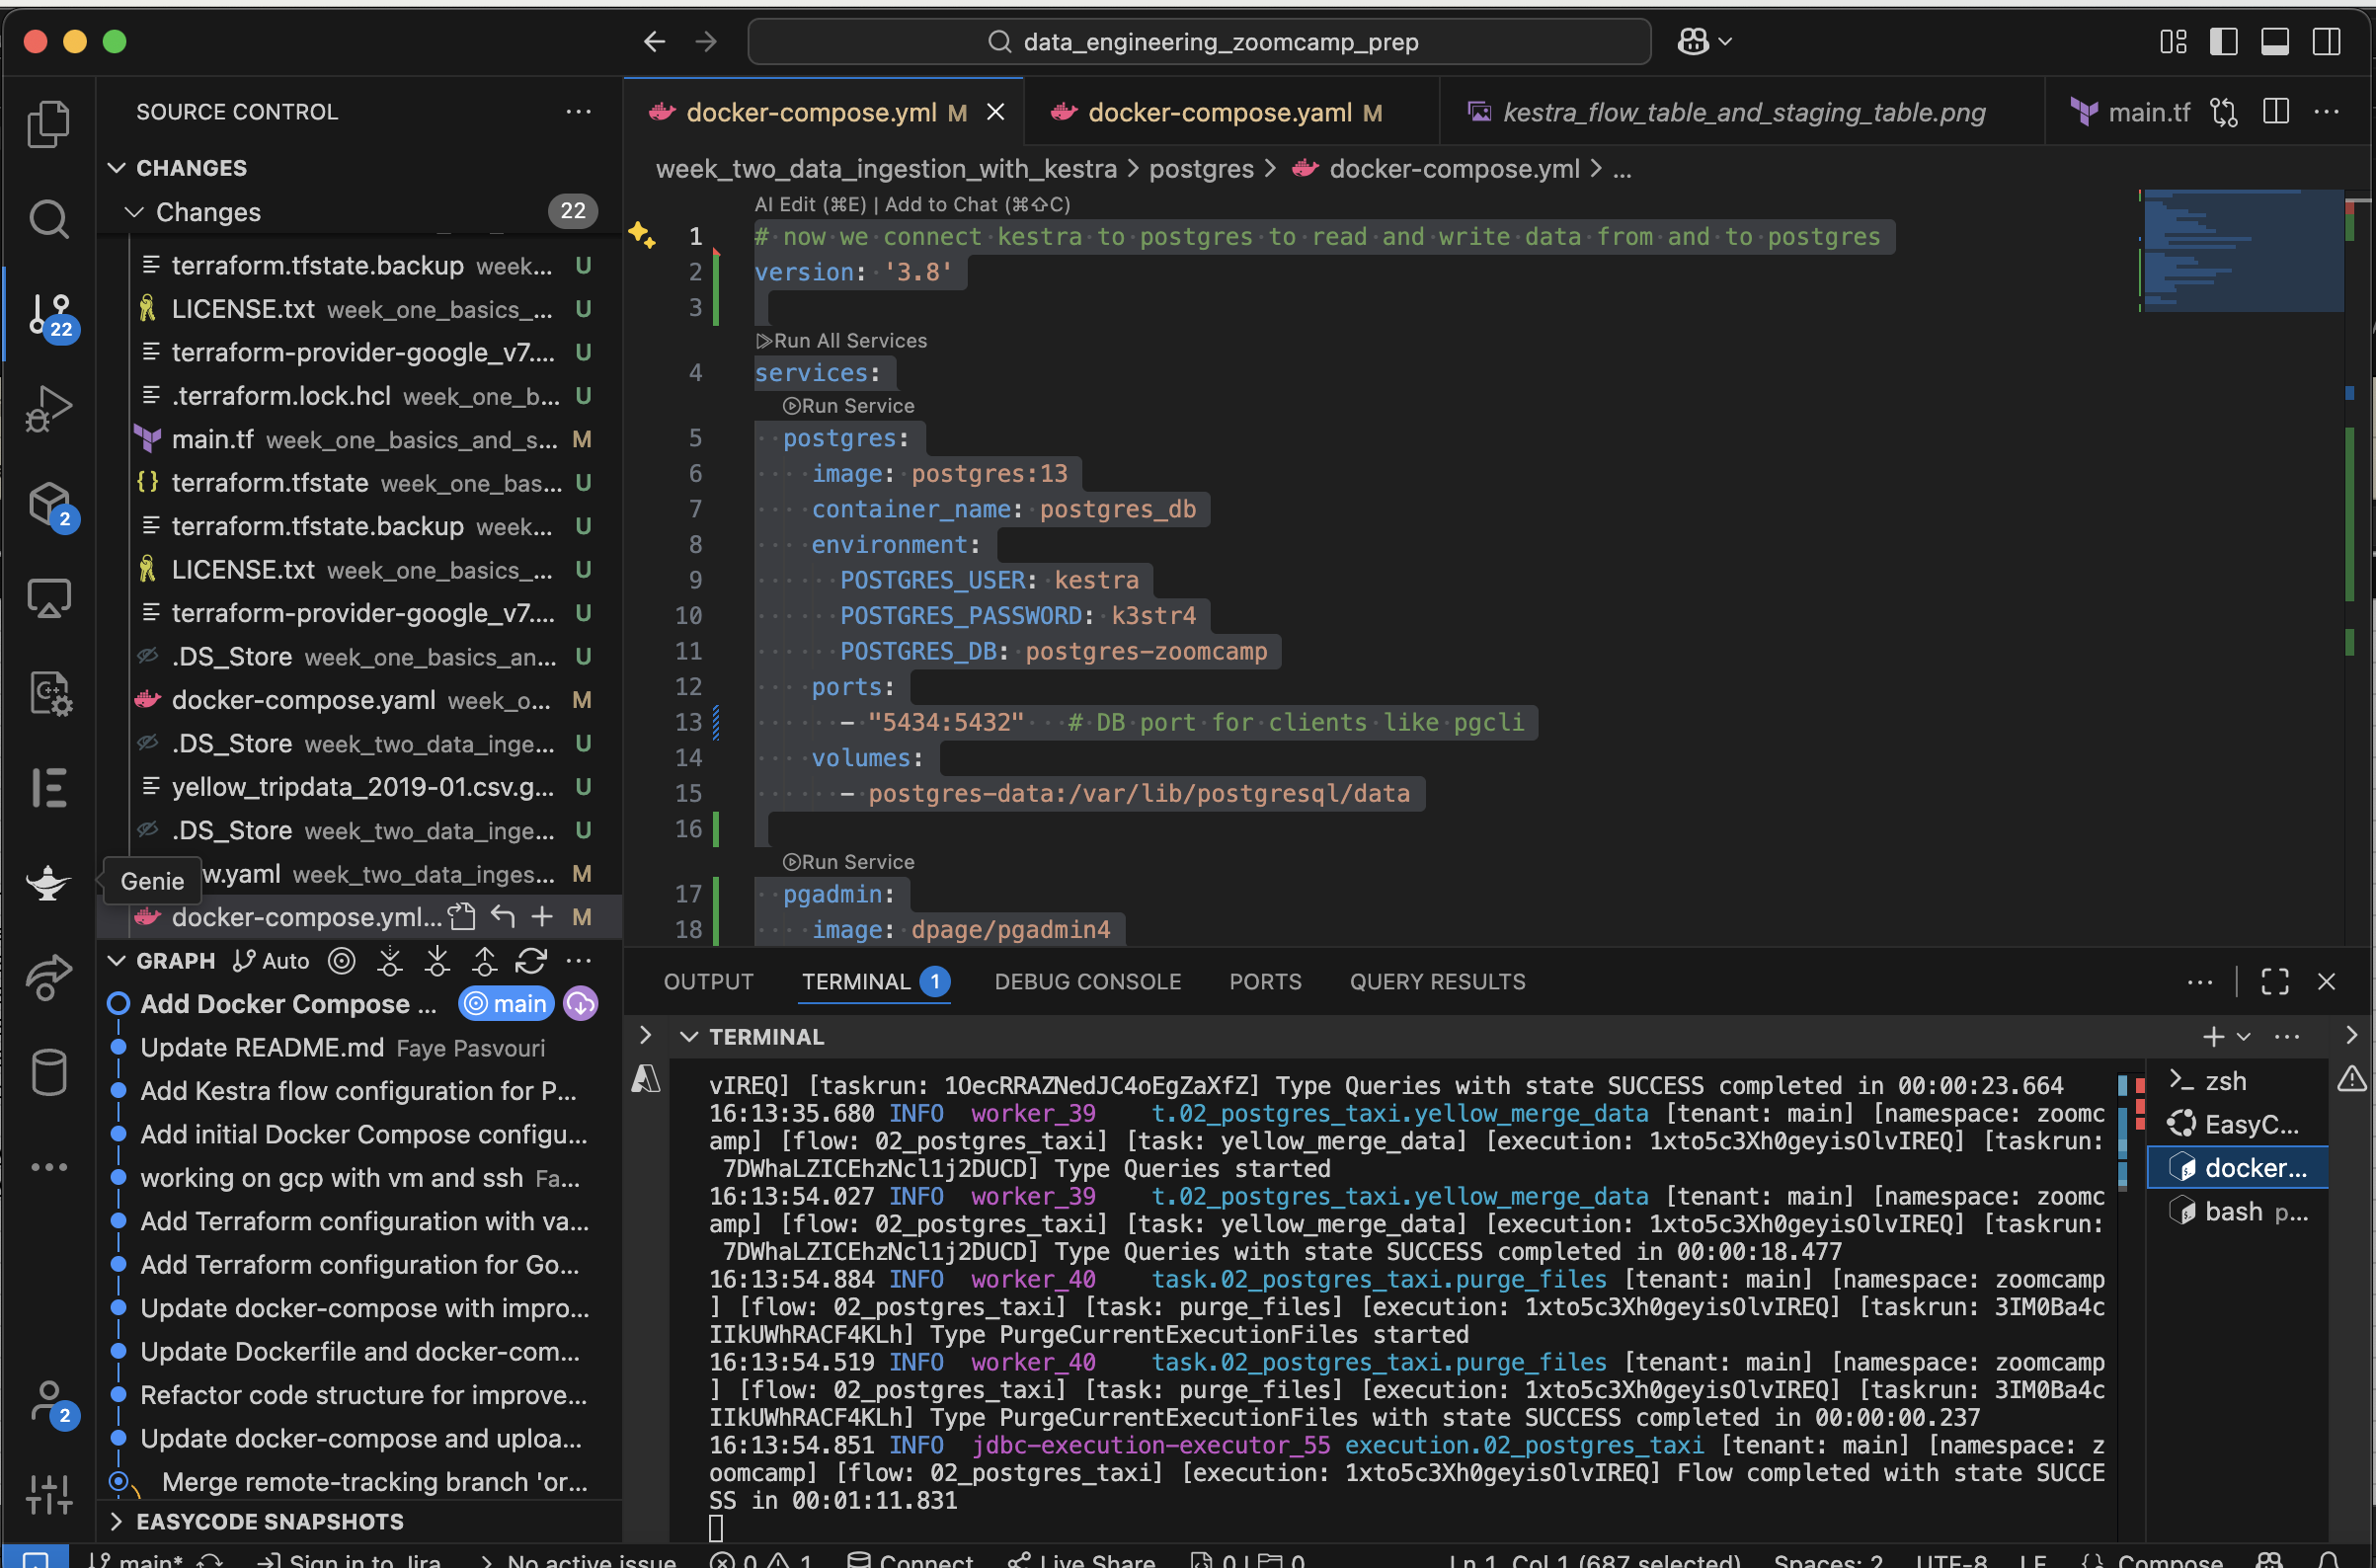 data_engineering_zoomcamp_prep
SOURCE CONTROL
docker-compose.yml M
docker-compose.yaml M
kestra_flow_table_and_staging_table.png
main.tf
week_two_data_ingestion_with_kestra > postgres > docker-compose.yml > ...
CHANGES
Changes 22
terraform.tfstate.backup week... U
LICENSE.txt week_one_basics_... U
terraform-provider-google_v7.... U
.terraform.lock.hcl week_one_b... U
main.tf week_one_basics_and_s... M
terraform.tfstate week_one_bas... U
terraform.tfstate.backup week... U
LICENSE.txt week_one_basics_... U
terraform-provider-google_v7.... U
.DS_Store week_one_basics_an... U
docker-compose.yaml week_o... M
.DS_Store week_two_data_inge... U
yellow_tripdata_2019-01.csv.g... U
.DS_Store week_two_data_inge... U
w.yaml week_two_data_inges... M
Genie
docker-compose.yml... M
22
2
2
GRAPH Auto
Add Docker Compose ... main
Update README.md Faye Pasvouri
Add Kestra flow configuration for P...
Add initial Docker Compose configu...
working on gcp with vm and ssh Fa...
Add Terraform configuration with va...
Add Terraform configuration for Go...
Update docker-compose with impro...
Update Dockerfile and docker-com...
Refactor code structure for improve...
Update docker-compose and uploa...
Merge remote-tracking branch 'or...
EASYCODE SNAPSHOTS
AI Edit (⌘E) | Add to Chat (⌘⇧C)
1 # now we connect kestra to postgres to read and write data from and to postgres
2 version: '3.8'
3
Run All Services
4 services:
Run Service
5 postgres:
6 image: postgres:13
7 container_name: postgres_db
8 environment:
9 POSTGRES_USER: kestra
10 POSTGRES_PASSWORD: k3str4
11 POSTGRES_DB: postgres-zoomcamp
12 ports:
13 - "5434:5432" # DB port for clients like pgcli
14 volumes:
15 - postgres-data:/var/lib/postgresql/data
16
Run Service
17 pgadmin:
18 image: dpage/pgadmin4
OUTPUT TERMINAL 1 DEBUG CONSOLE PORTS QUERY RESULTS
TERMINAL
vIREQ] [taskrun: 1OecRRAZNedJC4oEgZaXfZ] Type Queries with state SUCCESS completed in 00:00:23.664
16:13:35.680 INFO worker_39 t.02_postgres_taxi.yellow_merge_data [tenant: main] [namespace: zoomc
amp] [flow: 02_postgres_taxi] [task: yellow_merge_data] [execution: 1xto5c3Xh0geyisOlvIREQ] [taskrun:
7DWhaLZICEhzNcl1j2DUCD] Type Queries started
16:13:54.027 INFO worker_39 t.02_postgres_taxi.yellow_merge_data [tenant: main] [namespace: zoomc
amp] [flow: 02_postgres_taxi] [task: yellow_merge_data] [execution: 1xto5c3Xh0geyisOlvIREQ] [taskrun:
7DWhaLZICEhzNcl1j2DUCD] Type Queries with state SUCCESS completed in 00:00:18.477
16:13:54.884 INFO worker_40 task.02_postgres_taxi.purge_files [tenant: main] [namespace: zoomcamp
] [flow: 02_postgres_taxi] [task: purge_files] [execution: 1xto5c3Xh0geyisOlvIREQ] [taskrun: 3IM0Ba4c
IIkUWhRACF4KLh] Type PurgeCurrentExecutionFiles started
16:13:54.519 INFO worker_40 task.02_postgres_taxi.purge_files [tenant: main] [namespace: zoomcamp
] [flow: 02_postgres_taxi] [task: purge_files] [execution: 1xto5c3Xh0geyisOlvIREQ] [taskrun: 3IM0Ba4c
IIkUWhRACF4KLh] Type PurgeCurrentExecutionFiles with state SUCCESS completed in 00:00:00.237
16:13:54.851 INFO jdbc-execution-executor_55 execution.02_postgres_taxi [tenant: main] [namespace: z
oomcamp] [flow: 02_postgres_taxi] [execution: 1xto5c3Xh0geyisOlvIREQ] Flow completed with state SUCCE
SS in 00:01:11.831
zsh
EasyC...
docker...
bash p...
main* Sign in to Jira No active issue 0 1 Connect Live Share 0 0 Ln 1, Col 1 (687 selected) Spaces: 2 UTF-8 LF Compose